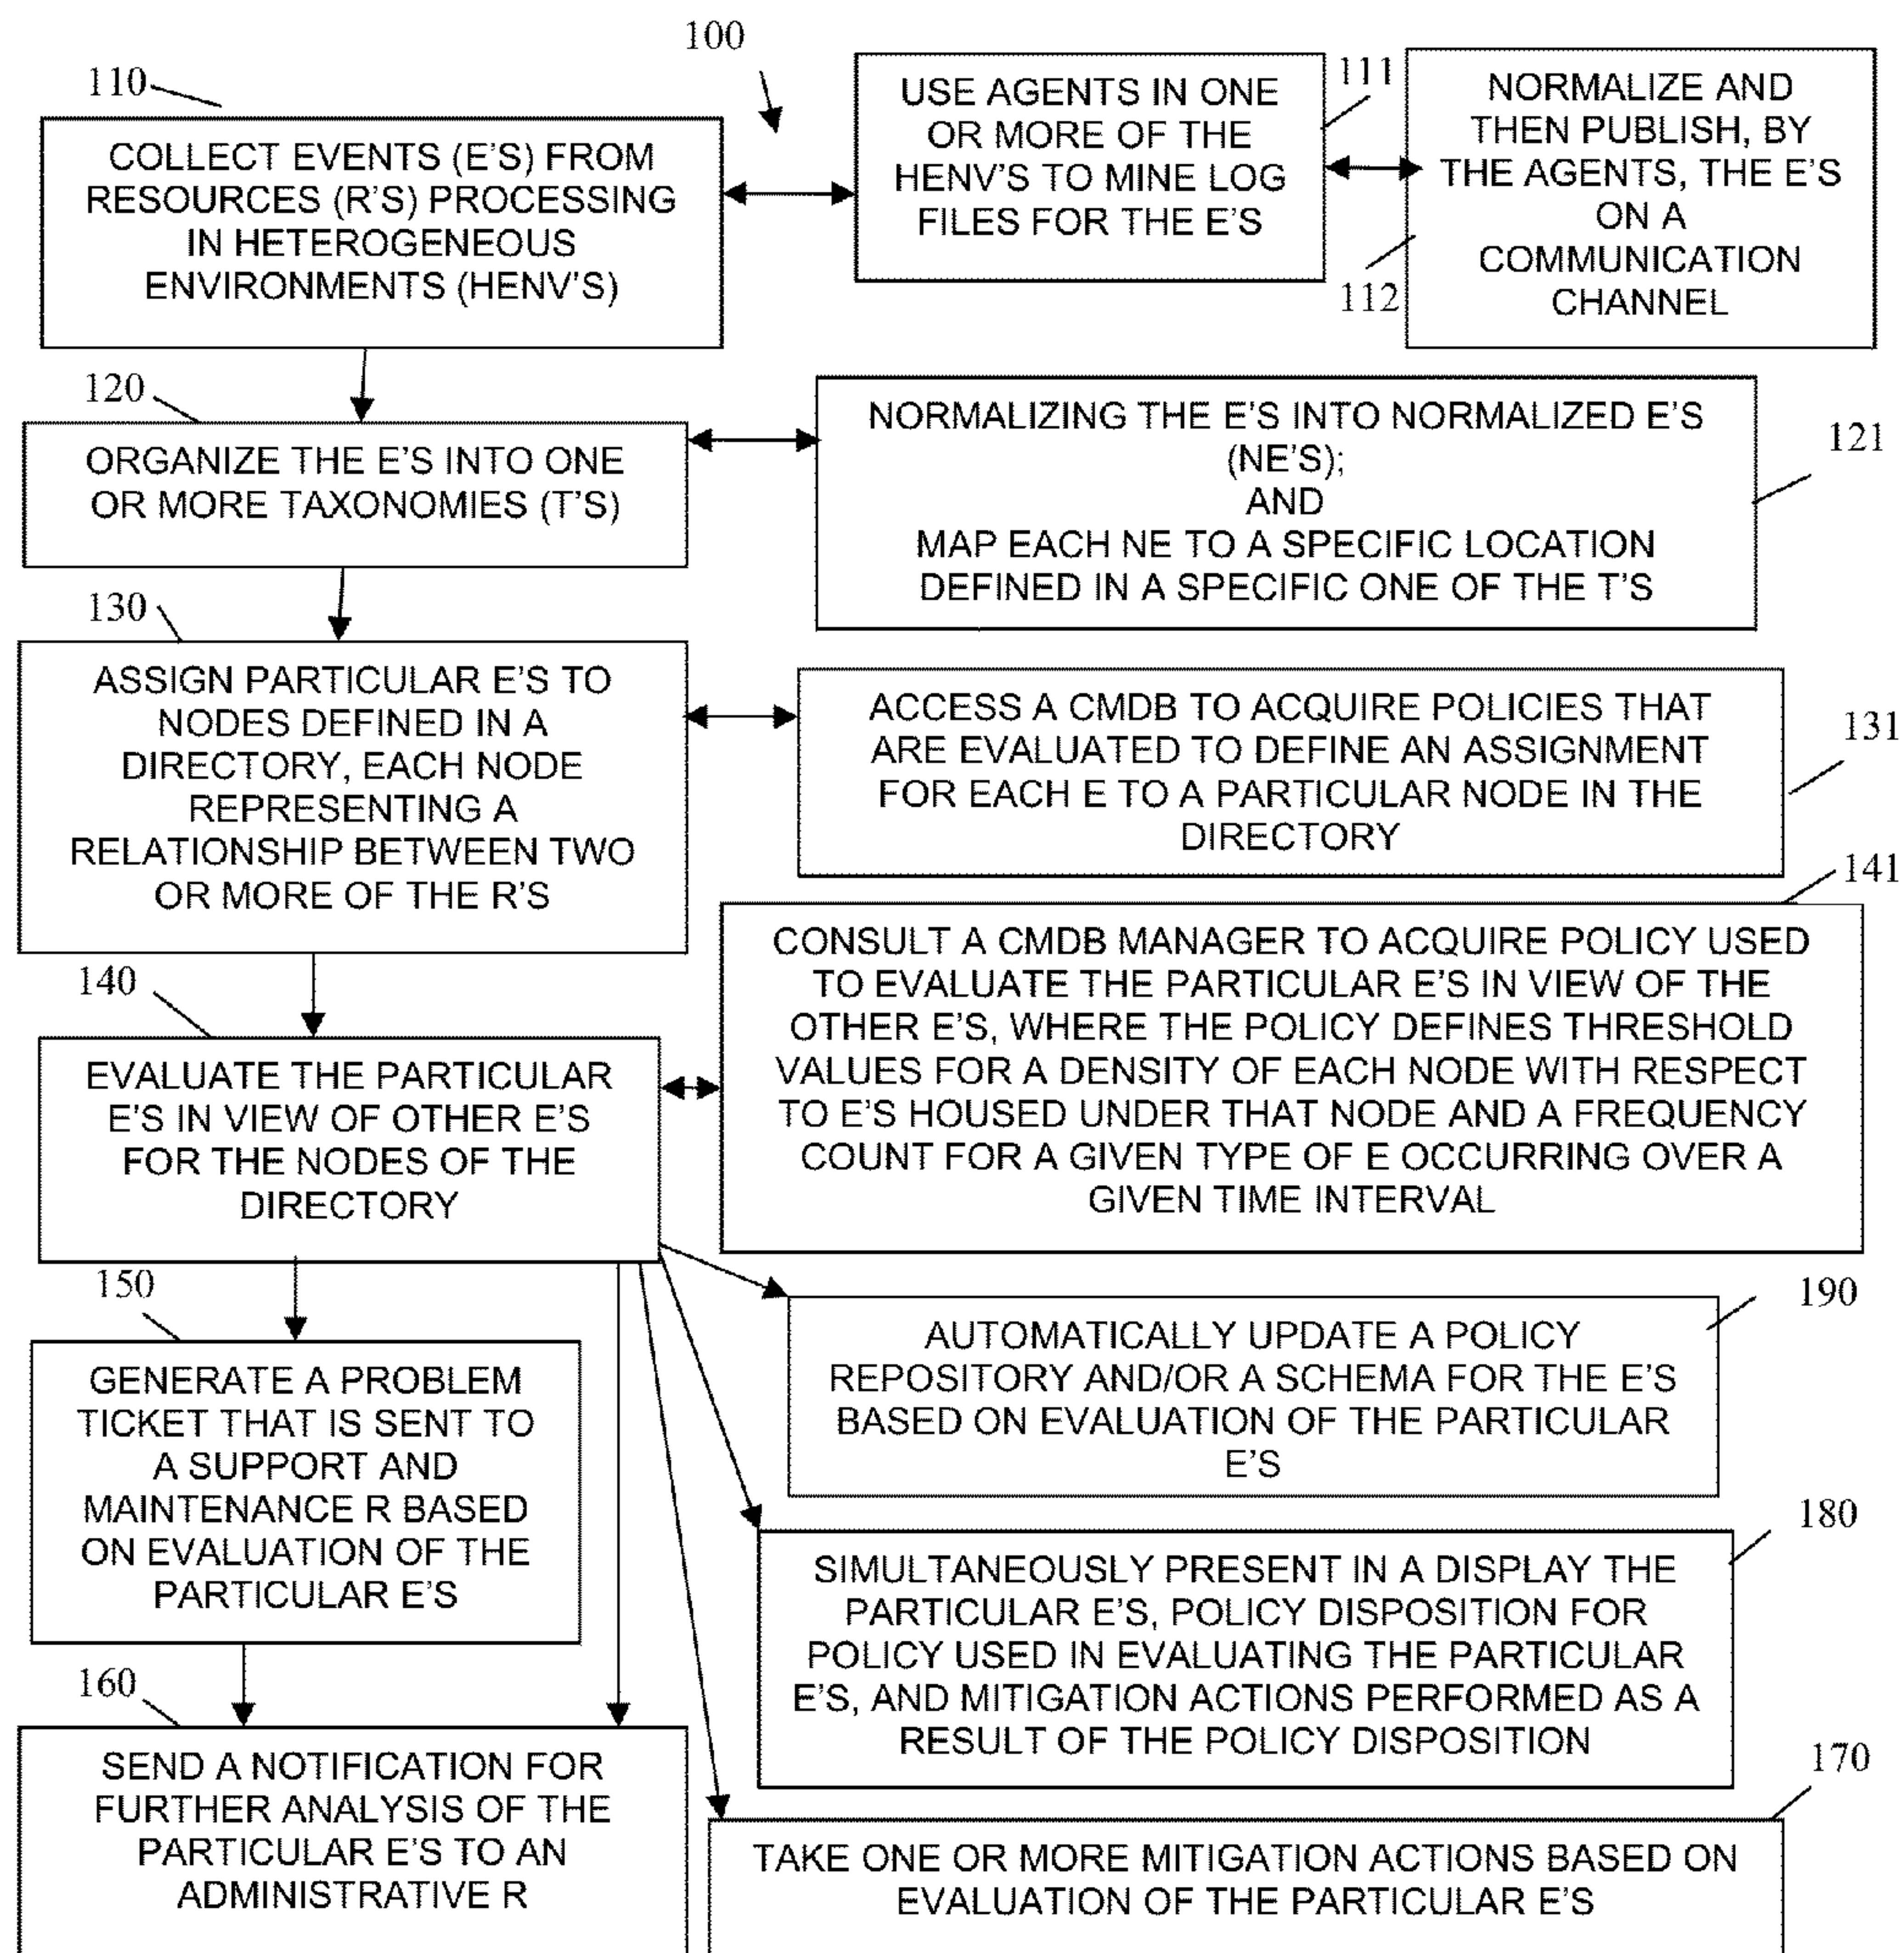 100
110
COLLECT EVENTS (E'S) FROM
RESOURCES (R'S) PROCESSING
IN HETEROGENEOUS
ENVIRONMENTS (HENV'S)
USE AGENTS IN ONE
OR MORE OF THE
HENV'S TO MINE LOG
FILES FOR THE E'S
111
NORMALIZE AND
THEN PUBLISH, BY
THE AGENTS, THE E'S
ON A
COMMUNICATION
CHANNEL
112
120
ORGANIZE THE E'S INTO ONE
OR MORE TAXONOMIES (T'S)
NORMALIZING THE E'S INTO NORMALIZED E'S
(NE'S);
AND
MAP EACH NE TO A SPECIFIC LOCATION
DEFINED IN A SPECIFIC ONE OF THE T'S
121
130
ASSIGN PARTICULAR E'S TO
NODES DEFINED IN A
DIRECTORY, EACH NODE
REPRESENTING A
RELATIONSHIP BETWEEN TWO
OR MORE OF THE R'S
ACCESS A CMDB TO ACQUIRE POLICIES THAT
ARE EVALUATED TO DEFINE AN ASSIGNMENT
FOR EACH E TO A PARTICULAR NODE IN THE
DIRECTORY
131
141
CONSULT A CMDB MANAGER TO ACQUIRE POLICY USED
TO EVALUATE THE PARTICULAR E'S IN VIEW OF THE
OTHER E'S, WHERE THE POLICY DEFINES THRESHOLD
VALUES FOR A DENSITY OF EACH NODE WITH RESPECT
TO E'S HOUSED UNDER THAT NODE AND A FREQUENCY
COUNT FOR A GIVEN TYPE OF E OCCURRING OVER A
GIVEN TIME INTERVAL
140
EVALUATE THE PARTICULAR
E'S IN VIEW OF OTHER E'S
FOR THE NODES OF THE
DIRECTORY
150
GENERATE A PROBLEM
TICKET THAT IS SENT TO
A SUPPORT AND
MAINTENANCE R BASED
ON EVALUATION OF THE
PARTICULAR E'S
190
AUTOMATICALLY UPDATE A POLICY
REPOSITORY AND/OR A SCHEMA FOR THE E'S
BASED ON EVALUATION OF THE PARTICULAR
E'S
180
SIMULTANEOUSLY PRESENT IN A DISPLAY THE
PARTICULAR E'S, POLICY DISPOSITION FOR
POLICY USED IN EVALUATING THE PARTICULAR
E'S, AND MITIGATION ACTIONS PERFORMED AS A
RESULT OF THE POLICY DISPOSITION
160
SEND A NOTIFICATION FOR
FURTHER ANALYSIS OF THE
PARTICULAR E'S TO AN
ADMINISTRATIVE R
170
TAKE ONE OR MORE MITIGATION ACTIONS BASED ON
EVALUATION OF THE PARTICULAR E'S